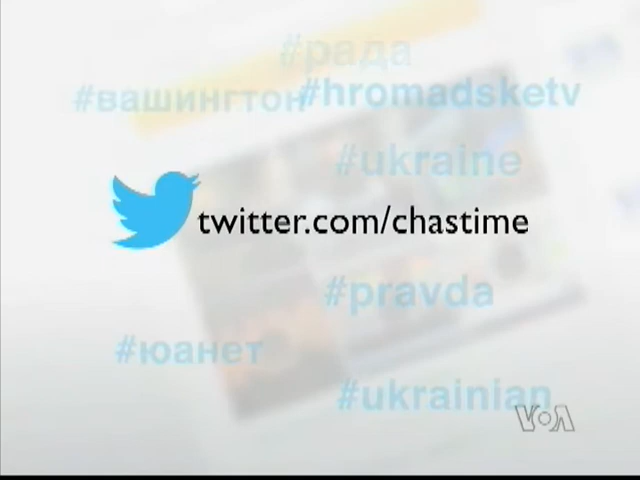 #рада
#вашингтон #hromadsketv
#ukraine
twitter.com/chastime
#pravda
#юанет
#ukrainian
VOA